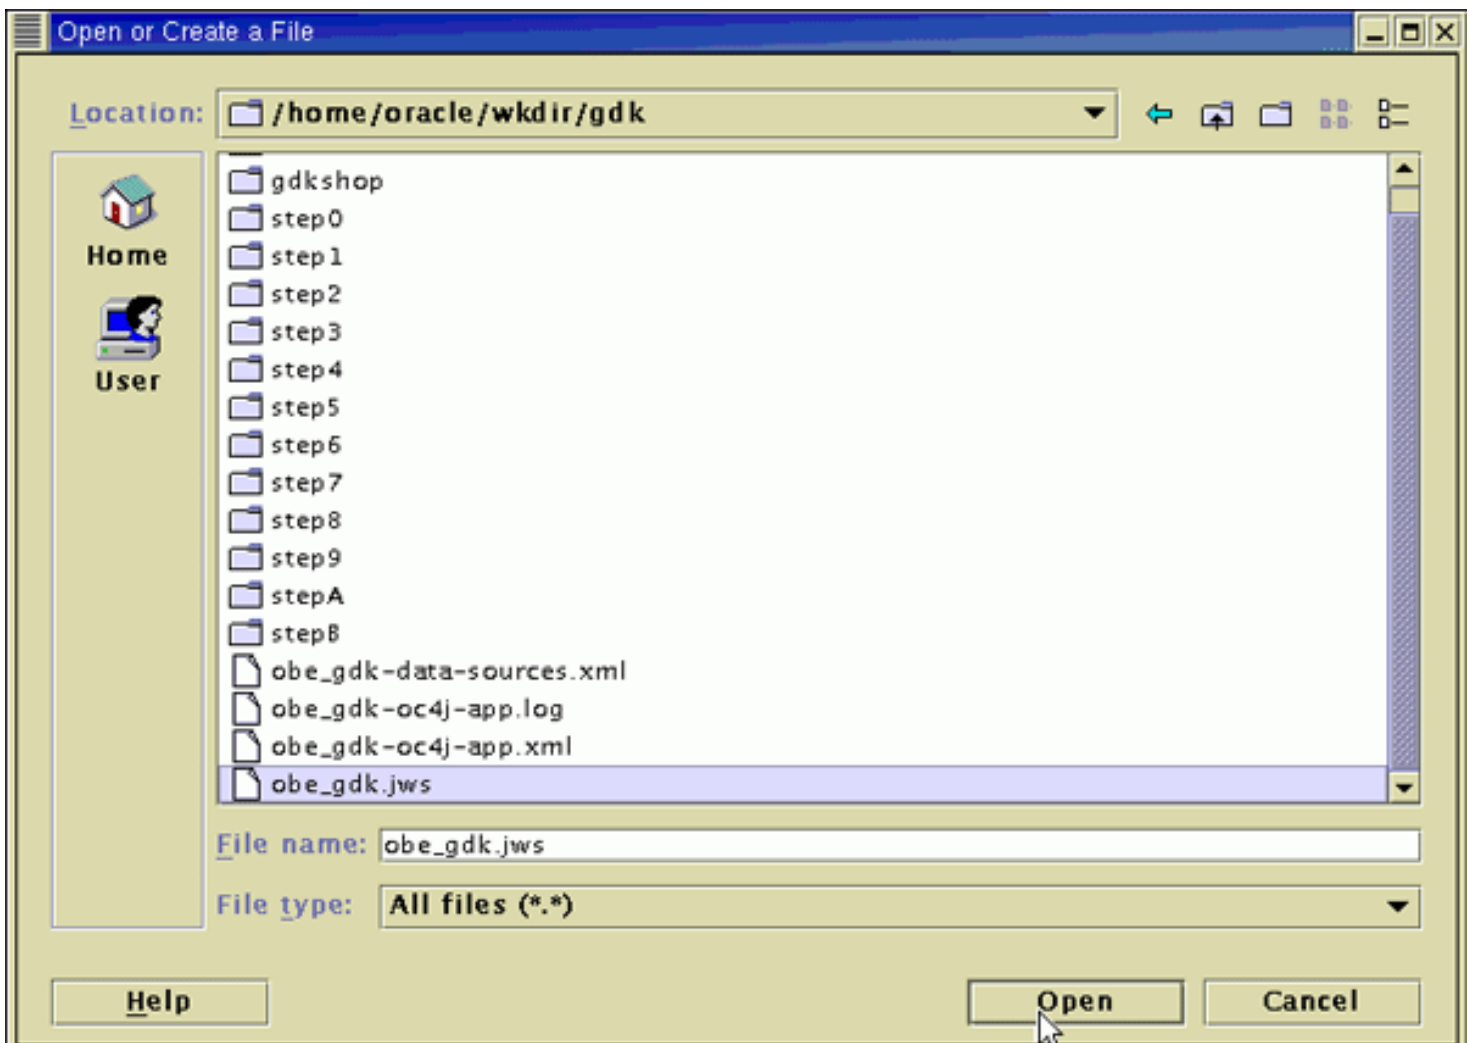 Open or Create a File
Location: /home/oracle/wkdir/gdk
Home
User
gdkshop
step0
step1
step2
step3
step4
step5
step6
step7
step8
step9
stepA
stepB
obe_gdk-data-sources.xml
obe_gdk-oc4j-app.log
obe_gdk-oc4j-app.xml
obe_gdk.jws
File name: obe_gdk.jws
File type: All files (*.*)
Help Open Cancel